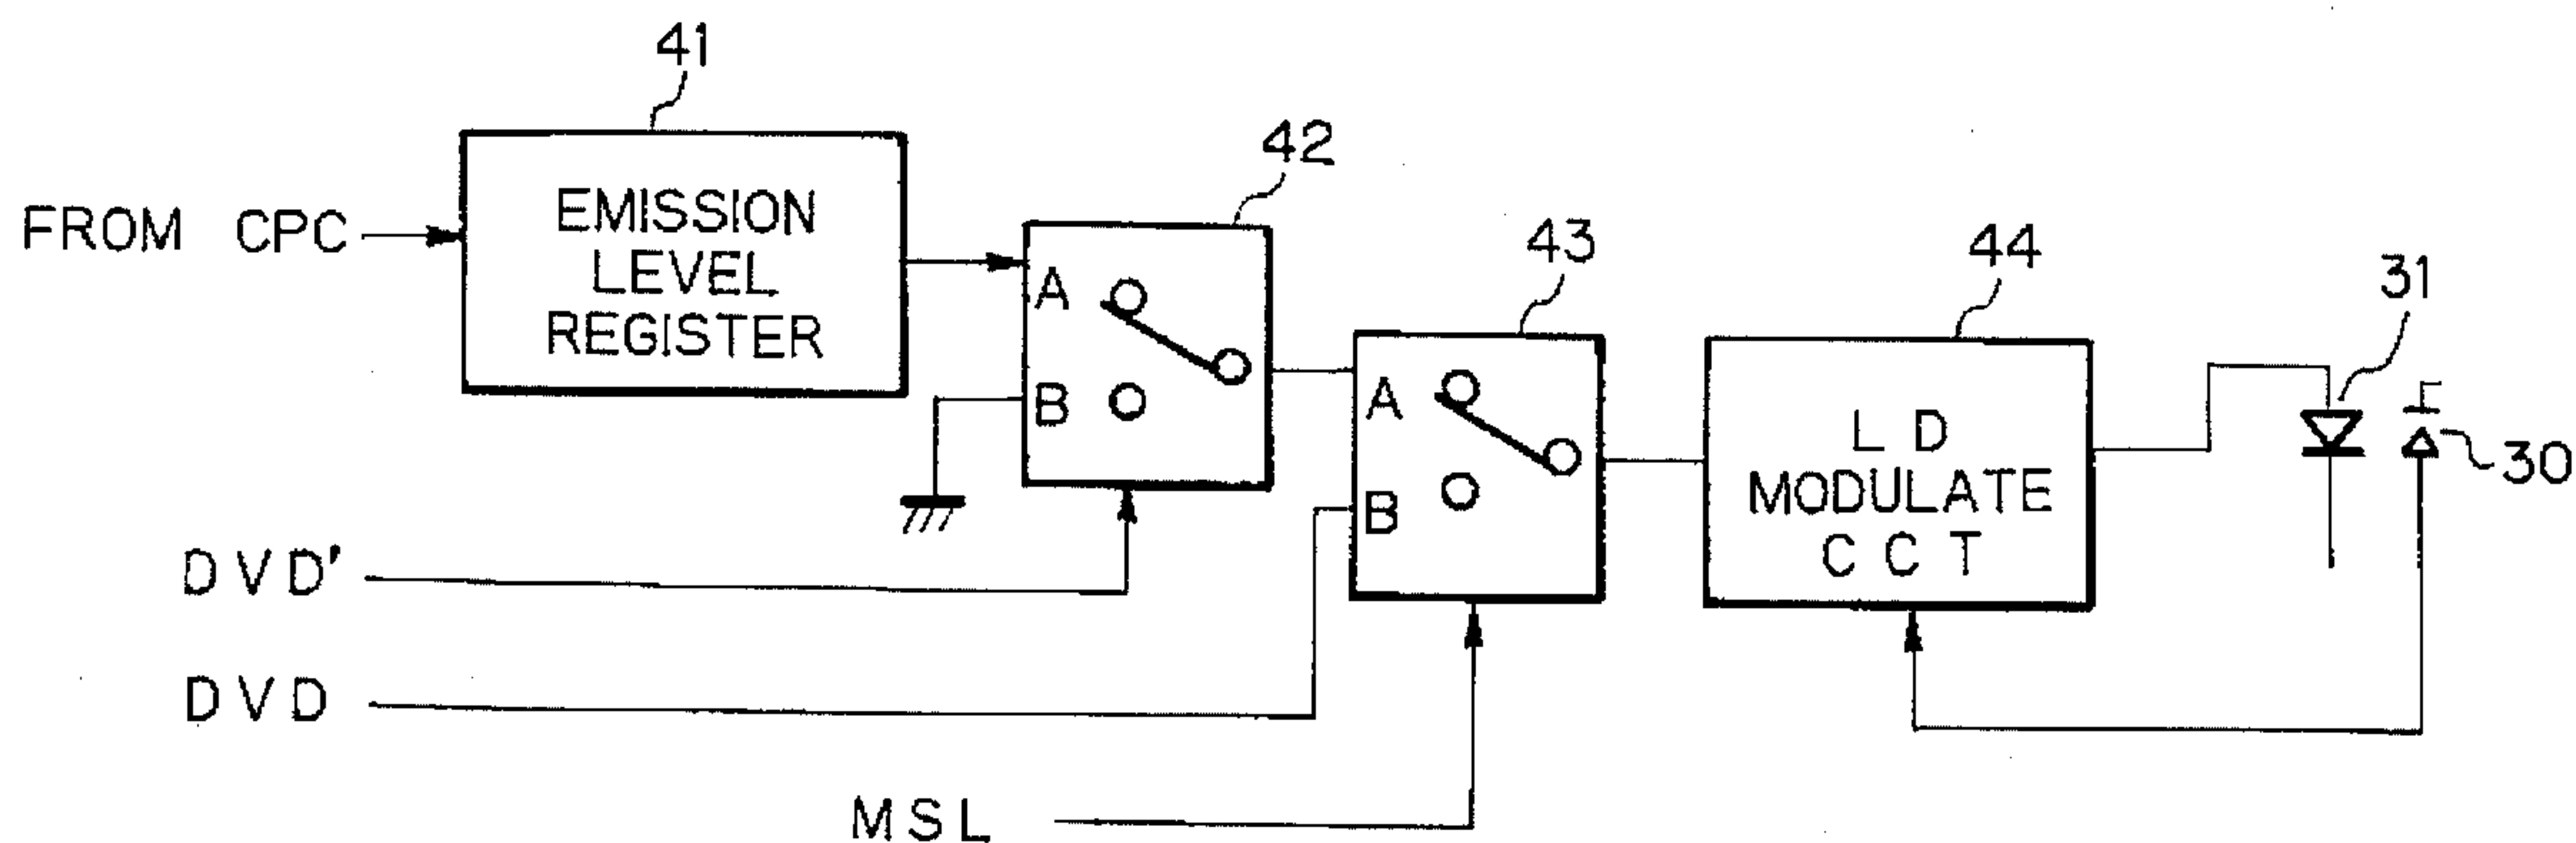 41
FROM CPC
EMISSION
LEVEL
REGISTER
42
A
B
43
A
B
44
LD
MODULATE
CCT
31
30
DVD'
DVD
MSL